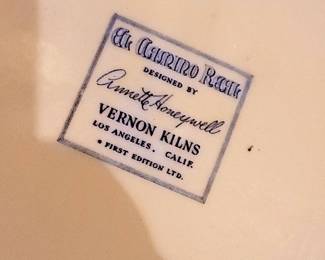 El Camino Real
DESIGNED BY
Annette Honeywell
VERNON KILNS
LOS ANGELES, CALIF.
• FIRST EDITION LTD.